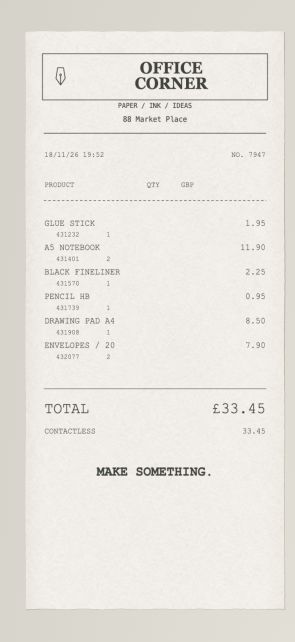 OFFICE
CORNER
PAPER / INK / IDEAS
88 Market Place
18/11/26 19:52 NO. 7947
PRODUCT QTY GBP
GLUE STICK 1.95
431232 1
A5 NOTEBOOK 11.90
431401 2
BLACK FINELINER 2.25
431570 1
PENCIL HB 0.95
431739 1
DRAWING PAD A4 8.50
431908 1
ENVELOPES / 20 7.90
432077 2
TOTAL £33.45
CONTACTLESS 33.45
MAKE SOMETHING.